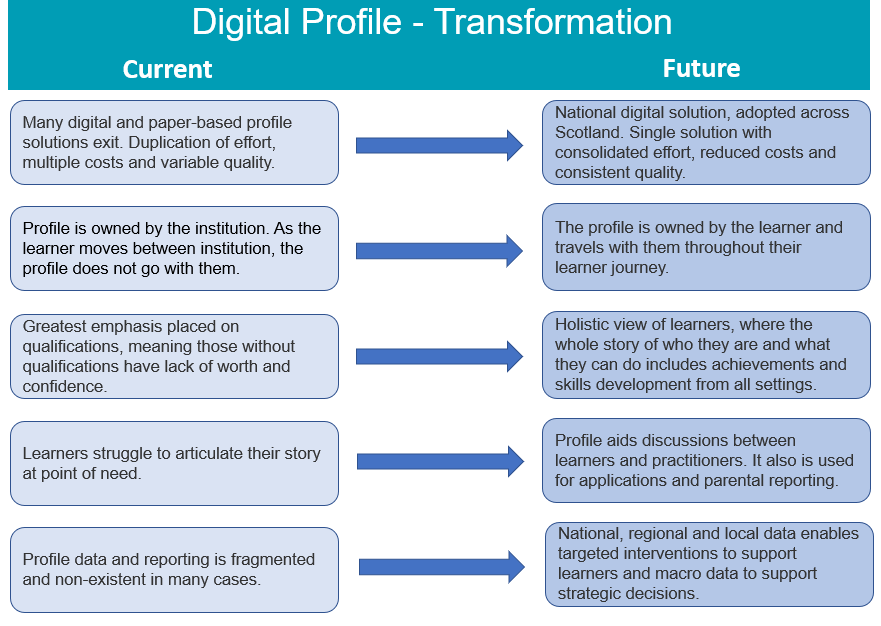 Digital Profile - Transformation
Current
Future
Many digital and paper-based profile
solutions exit. Duplication of effort,
multiple costs and variable quality.
National digital solution, adopted across
Scotland. Single solution with
consolidated effort, reduced costs and
consistent quality.
Profile is owned by the institution. As the
learner moves between institution, the
profile does not go with them.
The profile is owned by the learner and
travels with them throughout their
learner journey.
Greatest emphasis placed on
qualifications, meaning those without
qualifications have lack of worth and
confidence.
Holistic view of learners, where the
whole story of who they are and what
they can do includes achievements and
skills development from all settings.
Learners struggle to articulate their story
at point of need.
Profile aids discussions between
learners and practitioners. It also is used
for applications and parental reporting.
Profile data and reporting is fragmented
and non-existent in many cases.
National, regional and local data enables
targeted interventions to support
learners and macro data to support
strategic decisions.